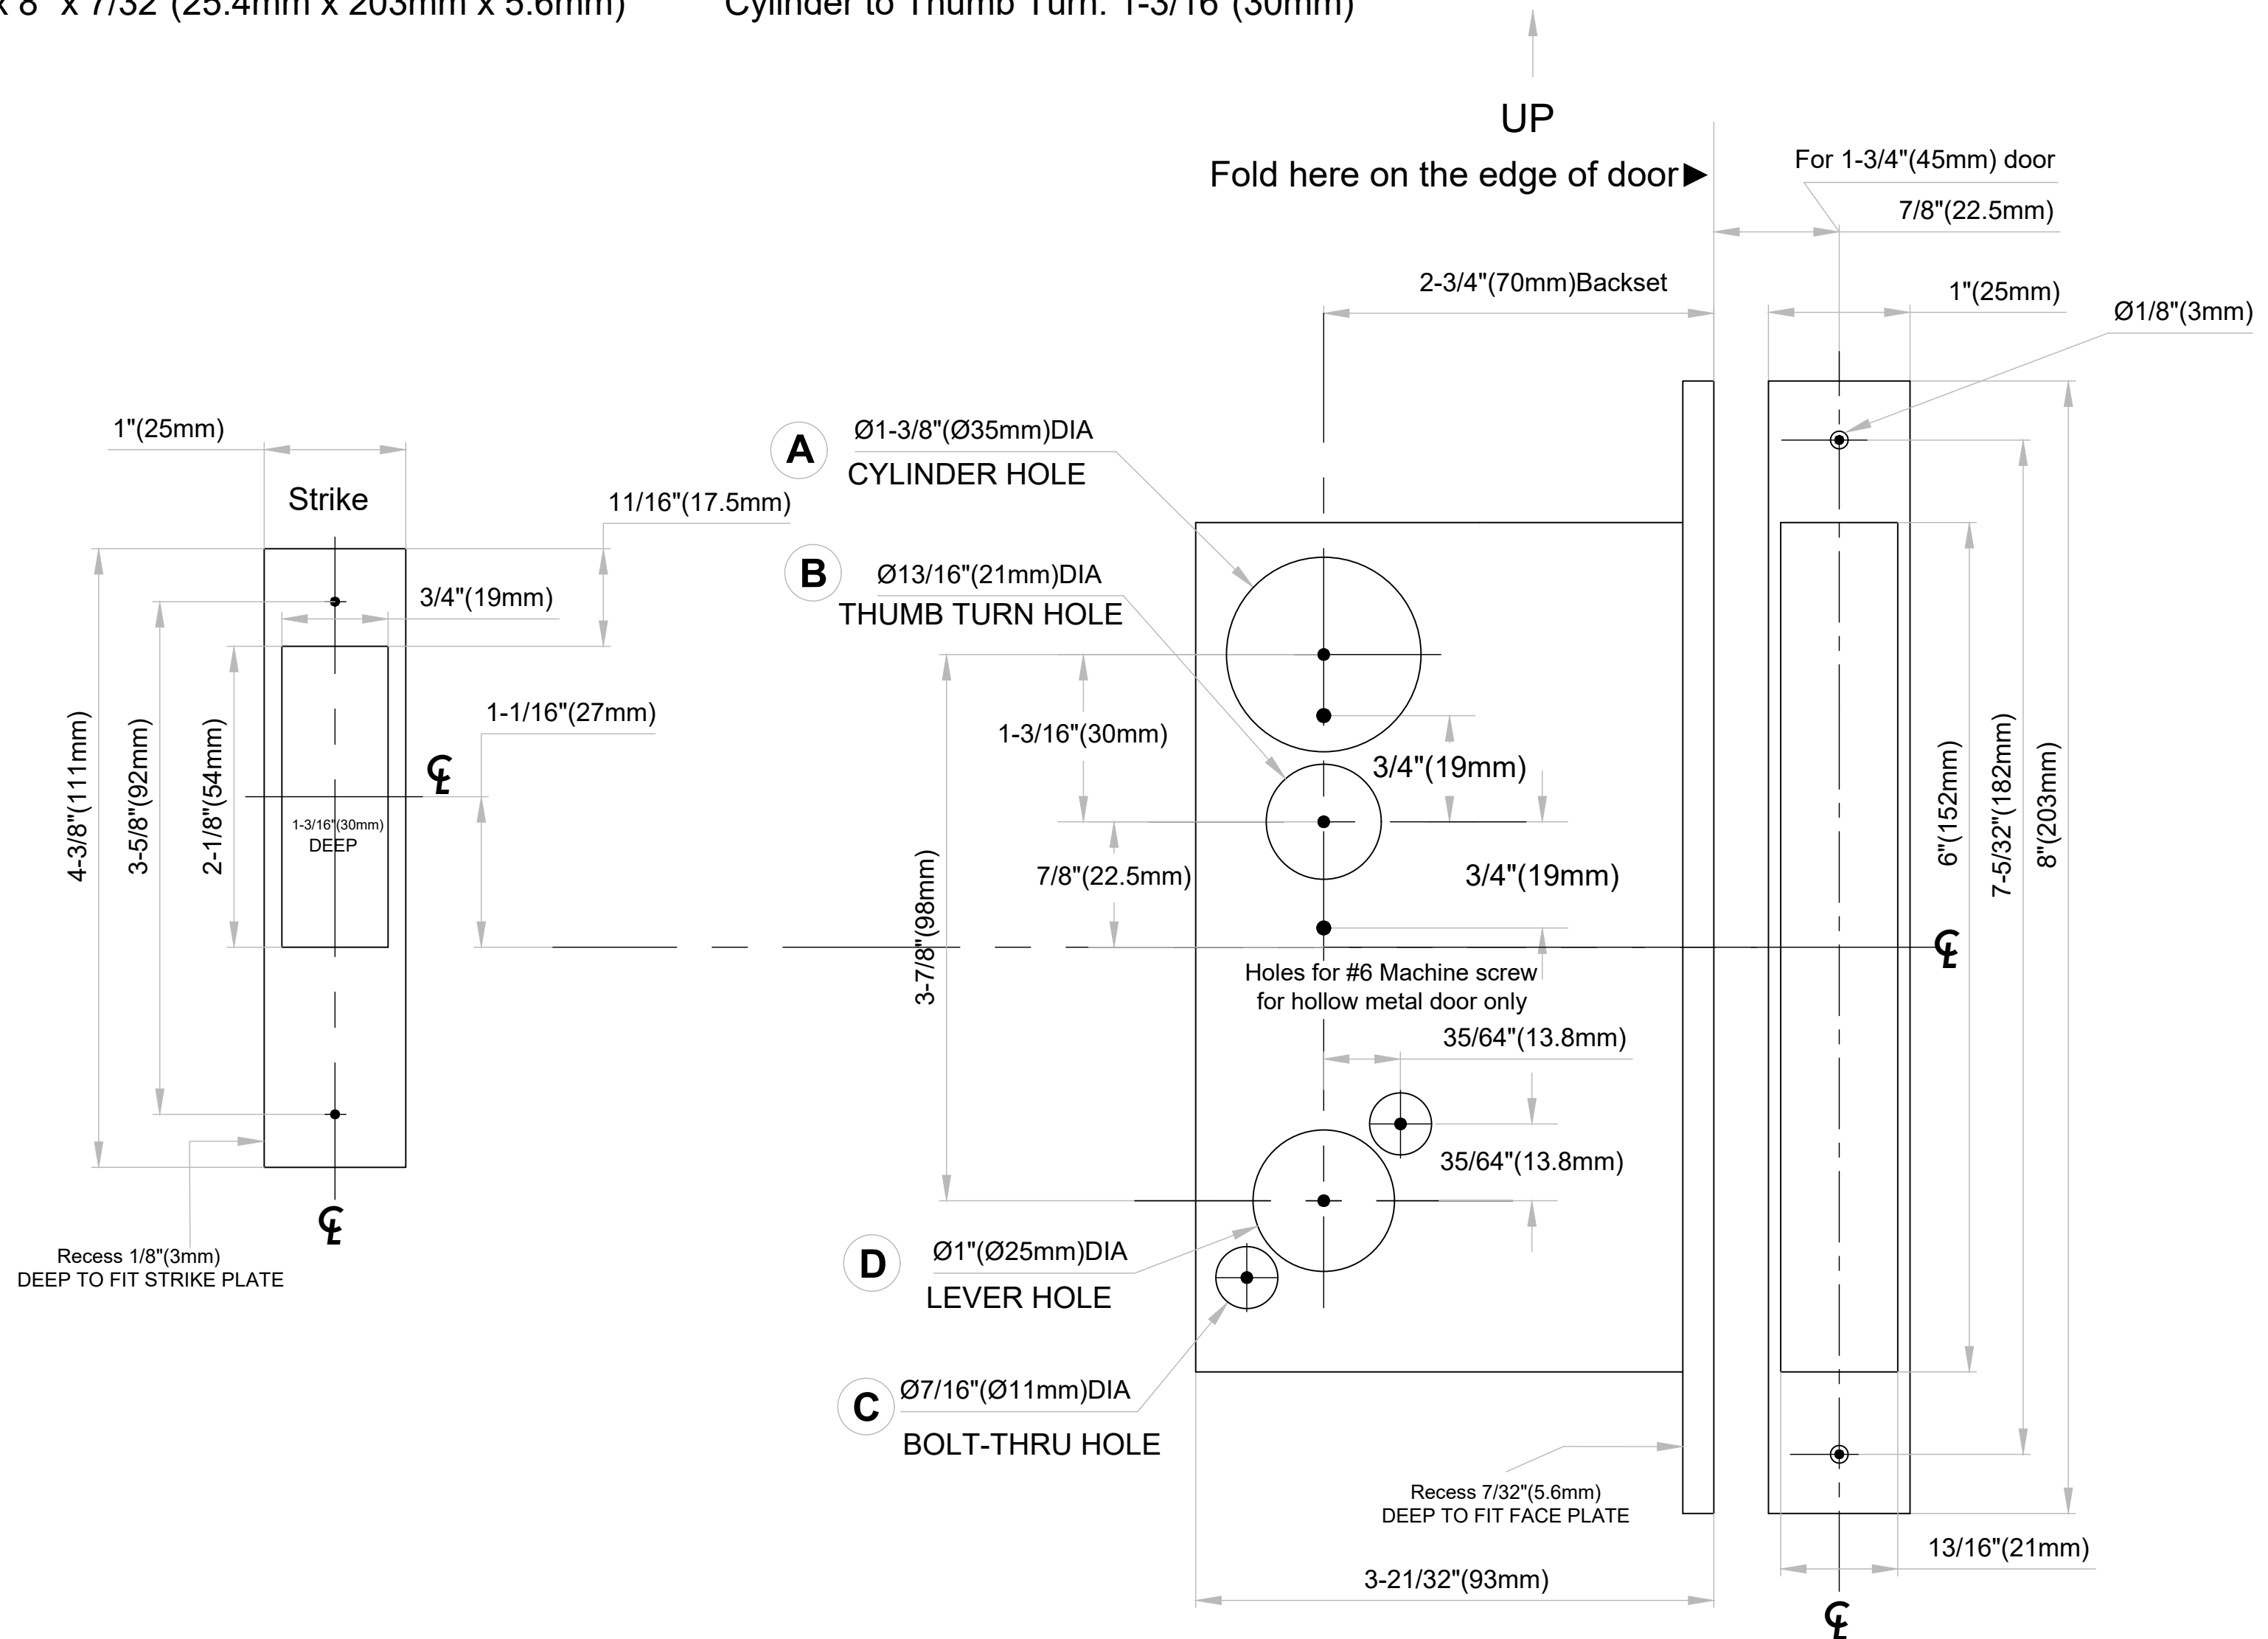 x 8" x 7/32"(25.4mm x 203mm x 5.6mm)
Cylinder to Thumb Turn: 1-3/16"(30mm)
UP
Fold here on the edge of door►
For 1-3/4"(45mm) door
7/8"(22.5mm)
2-3/4"(70mm)Backset
1"(25mm)
Ø1/8"(3mm)
1"(25mm)
Strike
11/16"(17.5mm)
3/4"(19mm)
1-1/16"(27mm)
4-3/8"(111mm)
3-5/8"(92mm)
2-1/8"(54mm)
1-3/16"(30mm)
DEEP
℄
℄
Recess 1/8"(3mm)
DEEP TO FIT STRIKE PLATE
A
Ø1-3/8"(Ø35mm)DIA
CYLINDER HOLE
B
Ø13/16"(21mm)DIA
THUMB TURN HOLE
1-3/16"(30mm)
3/4"(19mm)
7/8"(22.5mm)
3/4"(19mm)
3-7/8"(98mm)
Holes for #6 Machine screw
for hollow metal door only
35/64"(13.8mm)
35/64"(13.8mm)
D
Ø1"(Ø25mm)DIA
LEVER HOLE
C
Ø7/16"(Ø11mm)DIA
BOLT-THRU HOLE
Recess 7/32"(5.6mm)
DEEP TO FIT FACE PLATE
3-21/32"(93mm)
6"(152mm)
7-5/32"(182mm)
8"(203mm)
℄
13/16"(21mm)
℄